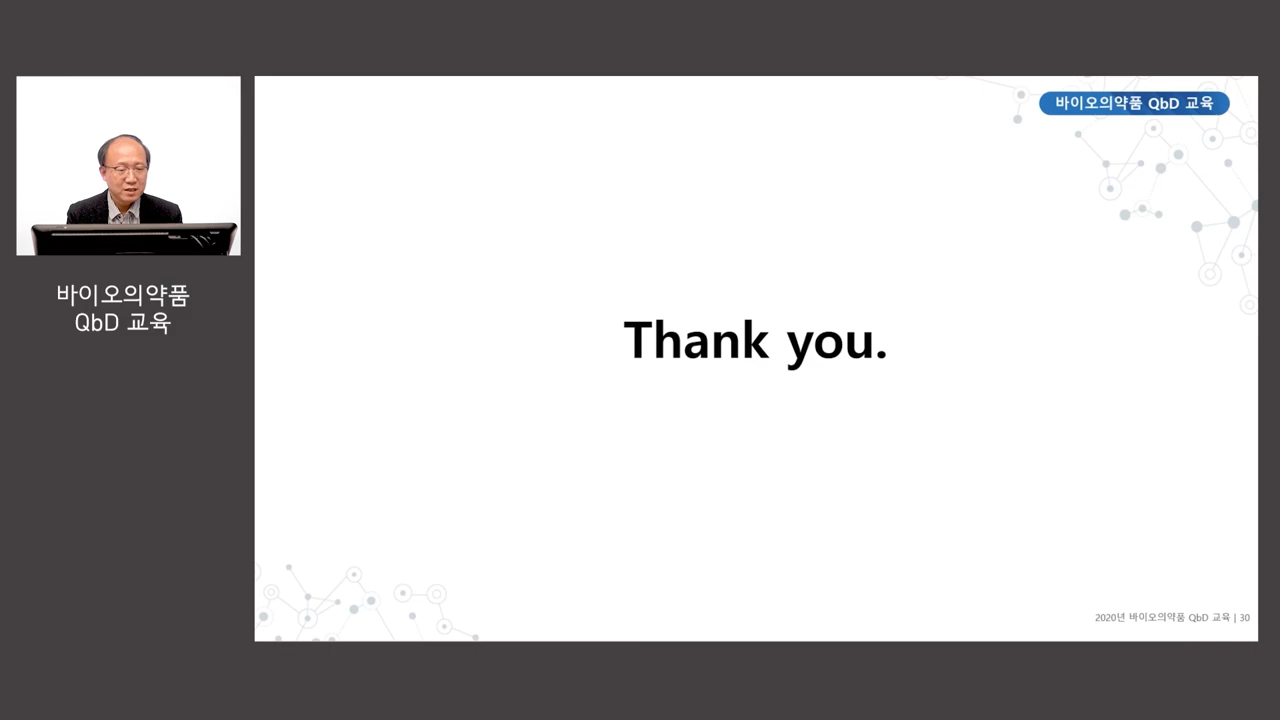 바이오의약품
QbD 교육
바이오의약품 QbD 교육
Thank you.
2020년 바이오의약품 QbD 교육 | 30